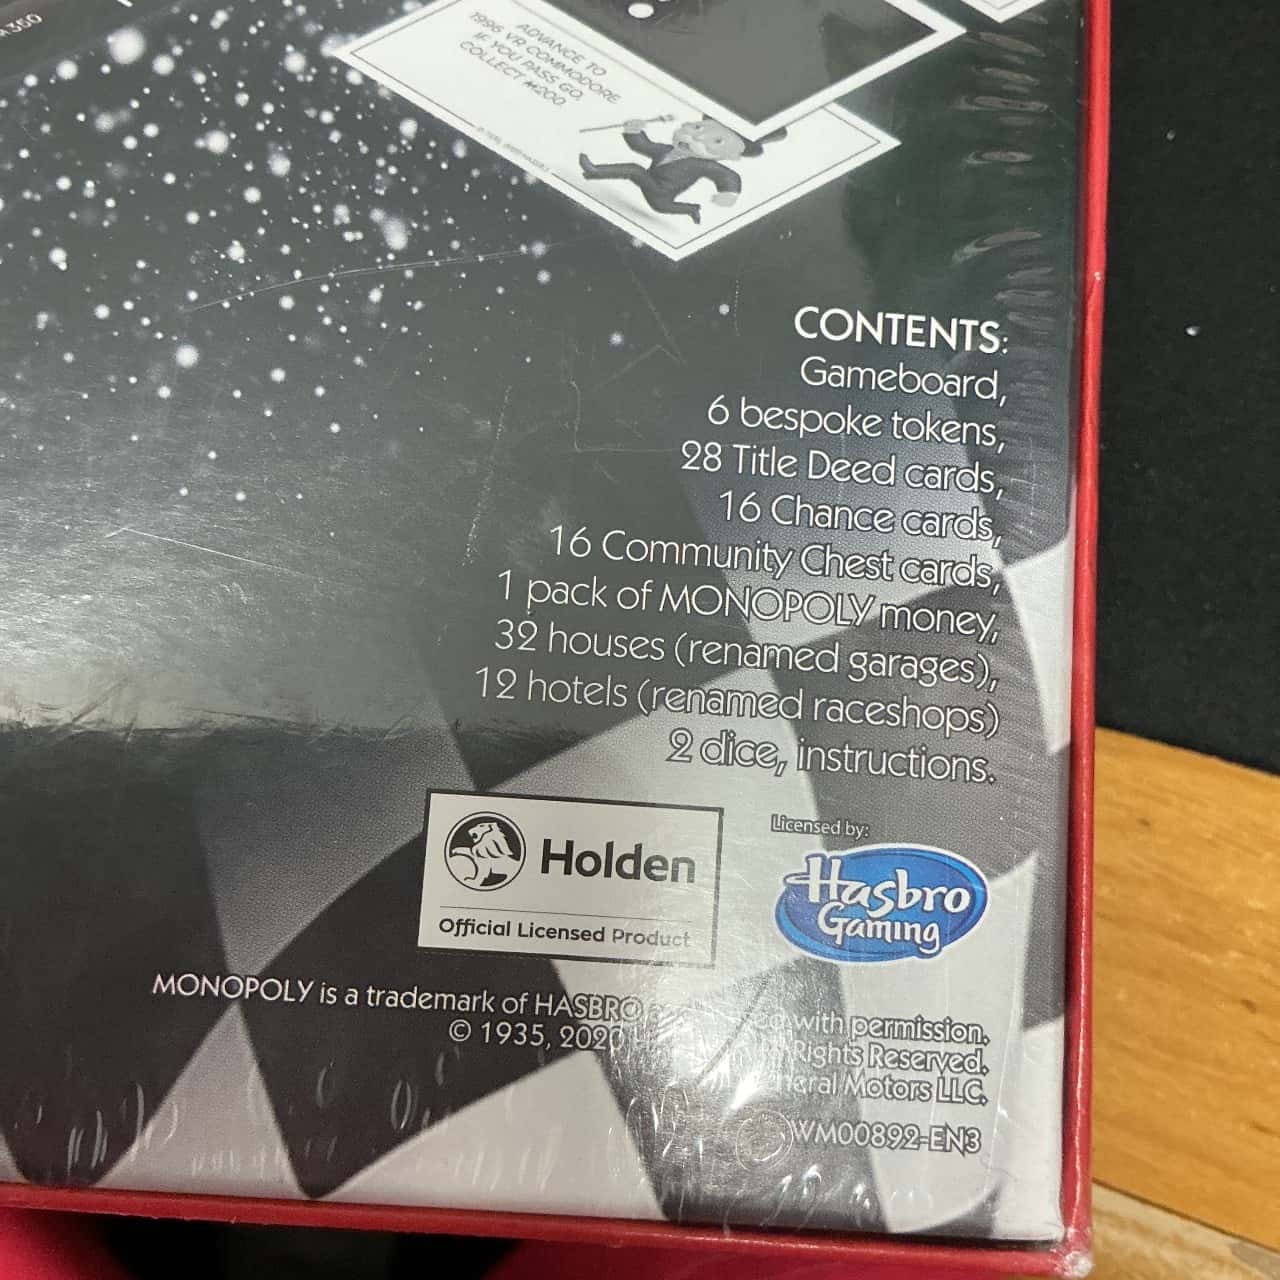 ADVANCE TO
1996 VR COMMODORE
IF YOU PASS GO,
COLLECT M200
CONTENTS:
Gameboard,
6 bespoke tokens,
28 Title Deed cards,
16 Chance cards,
16 Community Chest cards,
1 pack of MONOPOLY money,
32 houses (renamed garages),
12 hotels (renamed raceshops)
2 dice, instructions.
Holden
Official Licensed Product
Licensed by:
Hasbro
Gaming
MONOPOLY is a trademark of HASBRO with permission.
© 1935, 2020 Rights Reserved.
Motors LLC.
WM00892-EN3